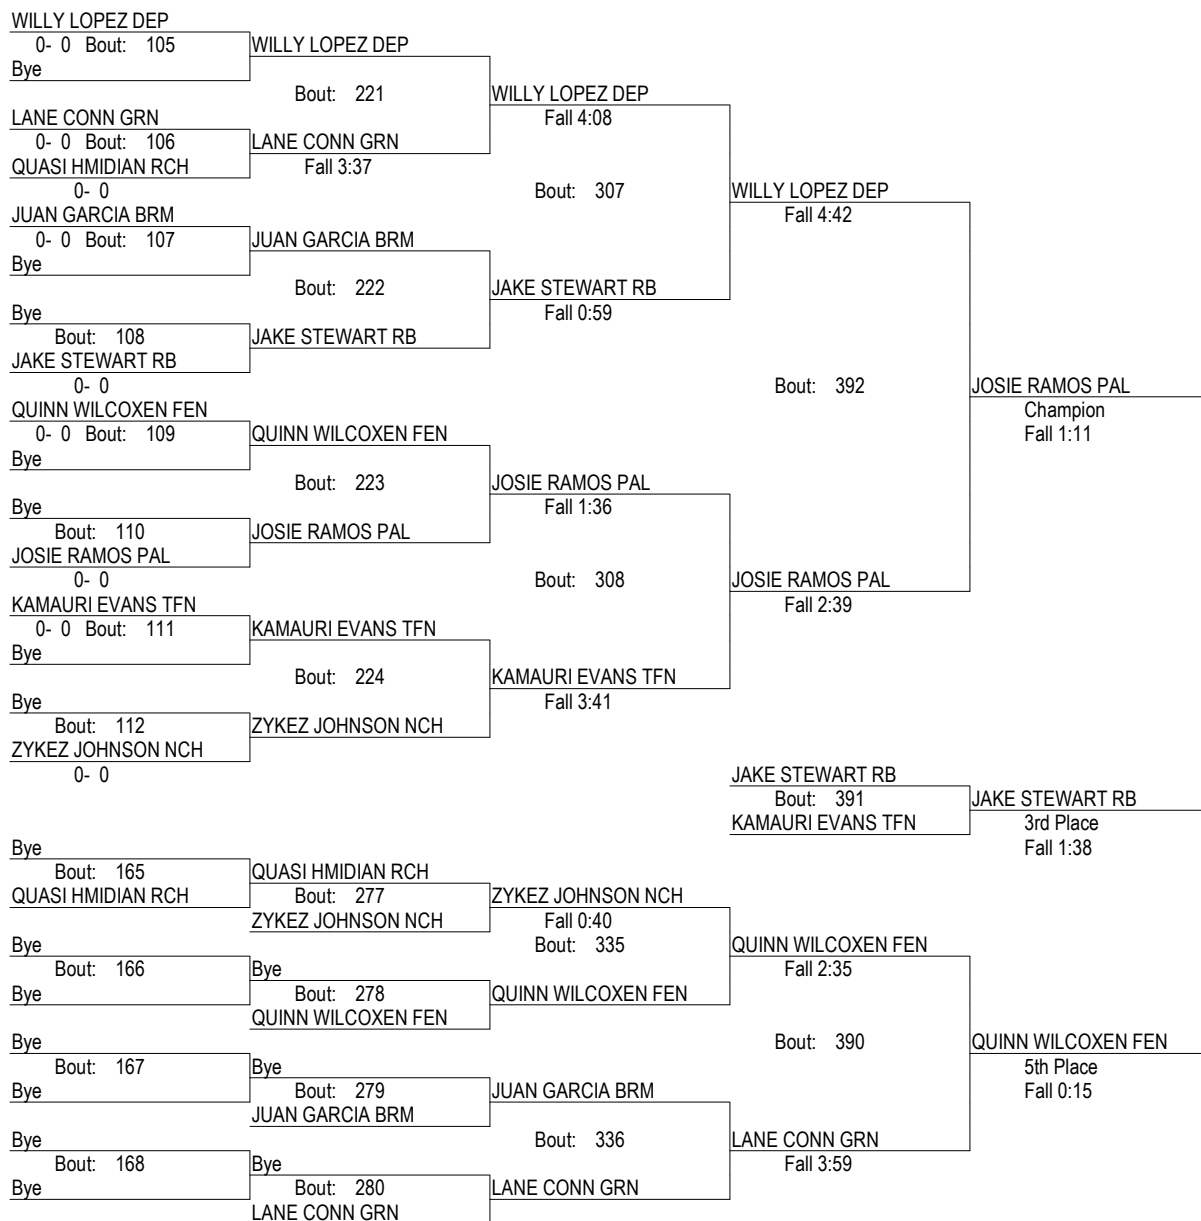 WILLY LOPEZ DEP
0- 0 Bout: 105
WILLY LOPEZ DEP
Bye
Bout: 221
WILLY LOPEZ DEP
Fall 4:08
LANE CONN GRN
0- 0 Bout: 106
LANE CONN GRN
QUASI HMIDIAN RCH
Fall 3:37
0- 0
Bout: 307
WILLY LOPEZ DEP
Fall 4:42
JUAN GARCIA BRM
0- 0 Bout: 107
JUAN GARCIA BRM
Bye
Bout: 222
JAKE STEWART RB
Fall 0:59
Bye
Bout: 108
JAKE STEWART RB
JAKE STEWART RB
0- 0
Bout: 392
JOSIE RAMOS PAL
Champion
Fall 1:11
QUINN WILCOXEN FEN
0- 0 Bout: 109
QUINN WILCOXEN FEN
Bye
Bout: 223
JOSIE RAMOS PAL
Fall 1:36
Bye
Bout: 110
JOSIE RAMOS PAL
JOSIE RAMOS PAL
0- 0
Bout: 308
JOSIE RAMOS PAL
Fall 2:39
KAMAURI EVANS TFN
0- 0 Bout: 111
KAMAURI EVANS TFN
Bye
Bout: 224
KAMAURI EVANS TFN
Fall 3:41
Bye
Bout: 112
ZYKEZ JOHNSON NCH
ZYKEZ JOHNSON NCH
0- 0
JAKE STEWART RB
Bout: 391
JAKE STEWART RB
KAMAURI EVANS TFN
3rd Place
Fall 1:38
Bye
Bout: 165
QUASI HMIDIAN RCH
QUASI HMIDIAN RCH
Bout: 277
ZYKEZ JOHNSON NCH
ZYKEZ JOHNSON NCH
Fall 0:40
Bye
Bout: 335
QUINN WILCOXEN FEN
Bout: 166
Bye
Fall 2:35
Bye
Bout: 278
QUINN WILCOXEN FEN
QUINN WILCOXEN FEN
Bye
Bout: 390
QUINN WILCOXEN FEN
Bout: 167
Bye
5th Place
Bye
Bout: 279
JUAN GARCIA BRM
Fall 0:15
JUAN GARCIA BRM
Bye
Bout: 336
LANE CONN GRN
Bout: 168
Bye
Fall 3:59
Bye
Bout: 280
LANE CONN GRN
LANE CONN GRN